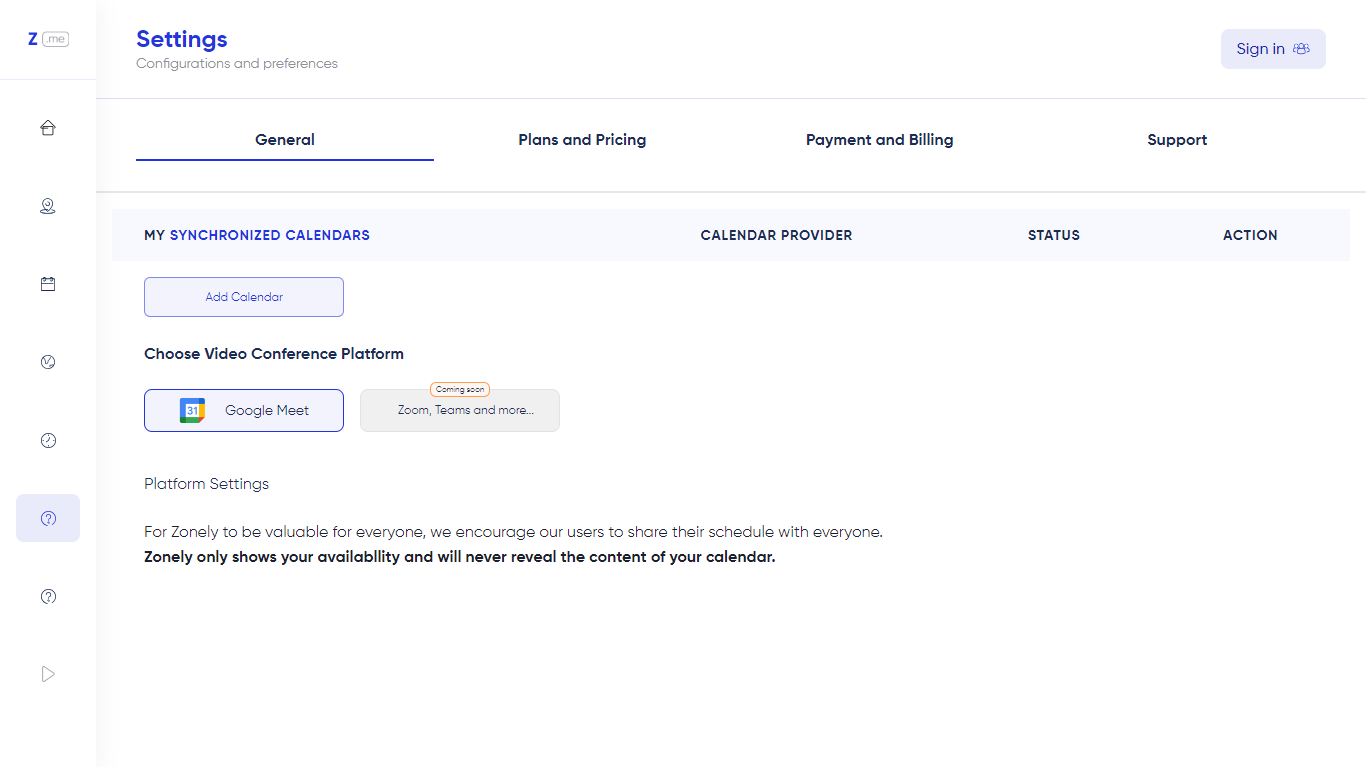 Z .me
Settings
Configurations and preferences
Sign in
General
Plans and Pricing
Payment and Billing
Support
MY SYNCHRONIZED CALENDARS
CALENDAR PROVIDER
STATUS
ACTION
Add Calendar
Choose Video Conference Platform
31
Google Meet
Coming soon
Zoom, Teams and more...
Platform Settings
For Zonely to be valuable for everyone, we encourage our users to share their schedule with everyone.
Zonely only shows your availabllity and will never reveal the content of your calendar.